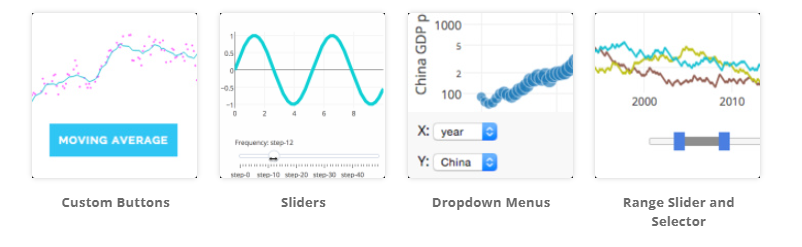 MOVING AVERAGE
Custom Buttons
1
0.5
0
−0.5
−1
0 2 4 6 8
Frequency: step-12
step-0 step-10 step-20 step-30 step-40
Sliders
China GDP p
1000
5
2
100
X: year
Y: China
Dropdown Menus
2000 2010
Range Slider and
Selector